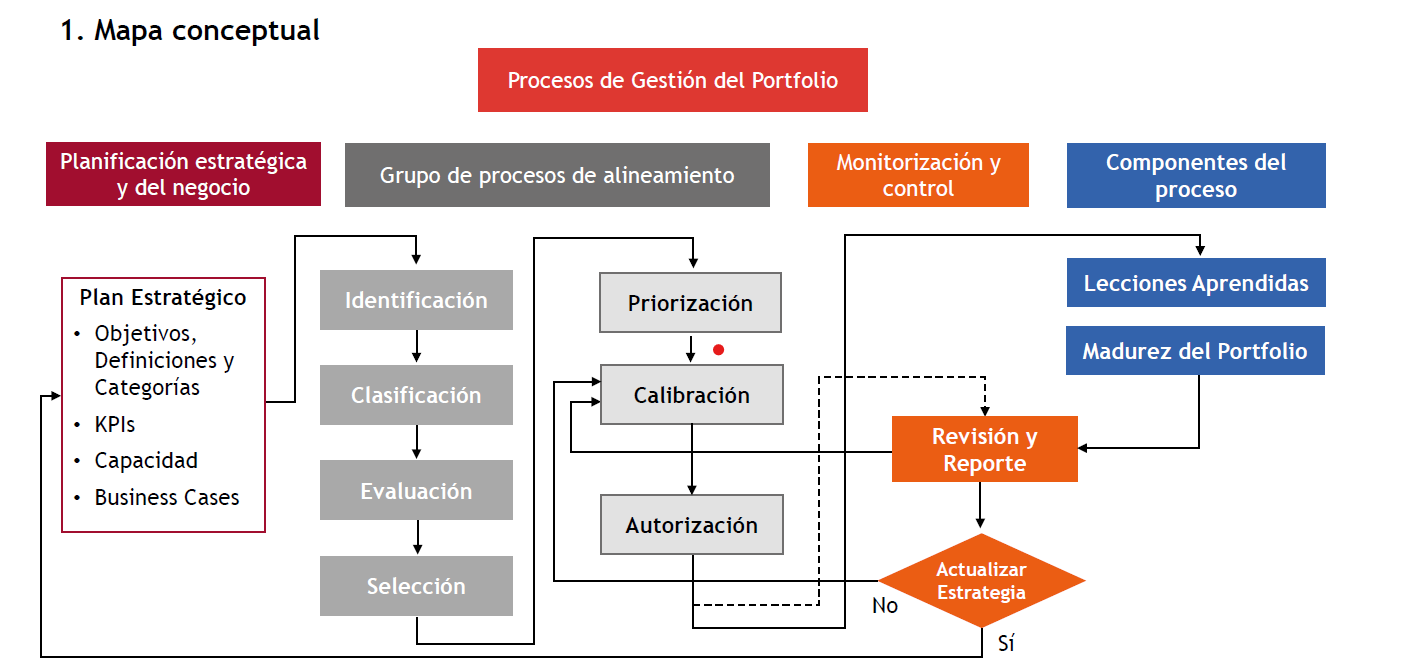 1. Mapa conceptual
Procesos de Gestión del Portfolio
Planificación estratégica
y del negocio
Grupo de procesos de alineamiento
Monitorización y
control
Componentes del
proceso
Plan Estratégico
• Objetivos,
Definiciones y
Categorías
• KPIs
• Capacidad
• Business Cases
Identificación
Clasificación
Evaluación
Selección
Priorización
Calibración
Autorización
Lecciones Aprendidas
Madurez del Portfolio
Revisión y
Reporte
Actualizar
Estrategia
No
Sí